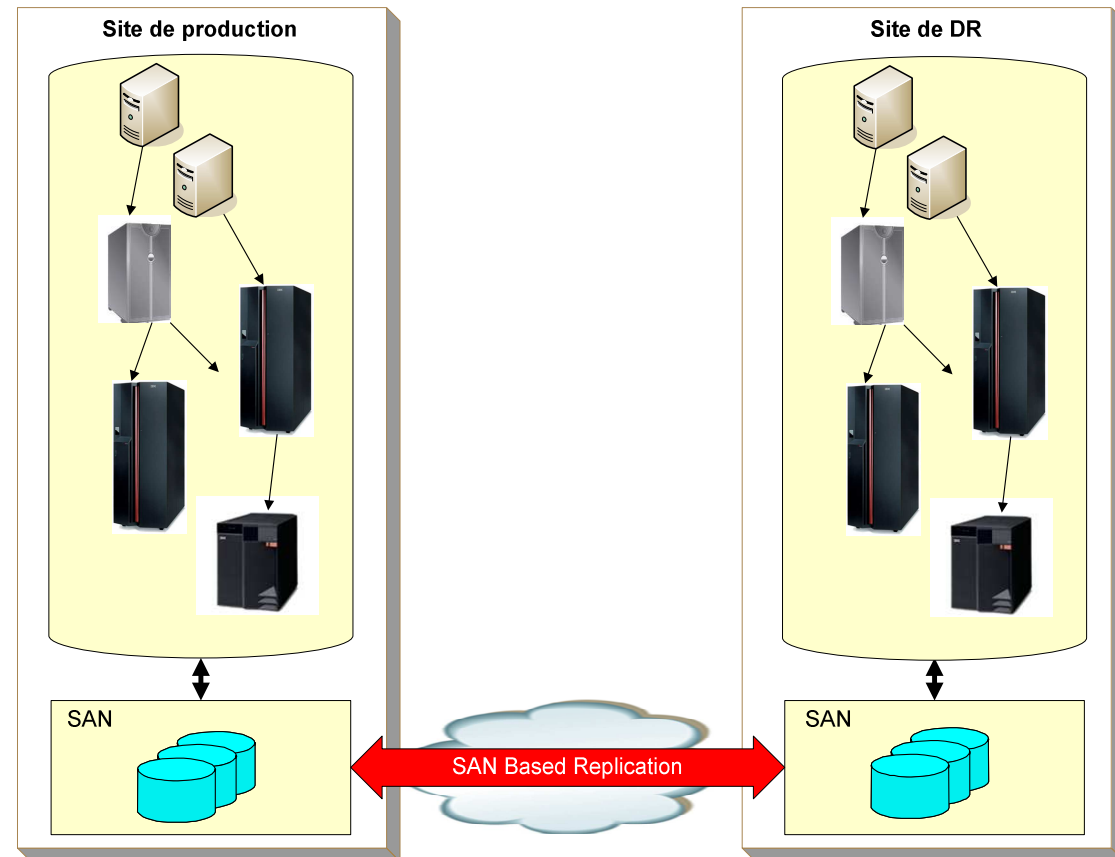 Site de production
Site de DR
SAN
SAN Based Replication
SAN